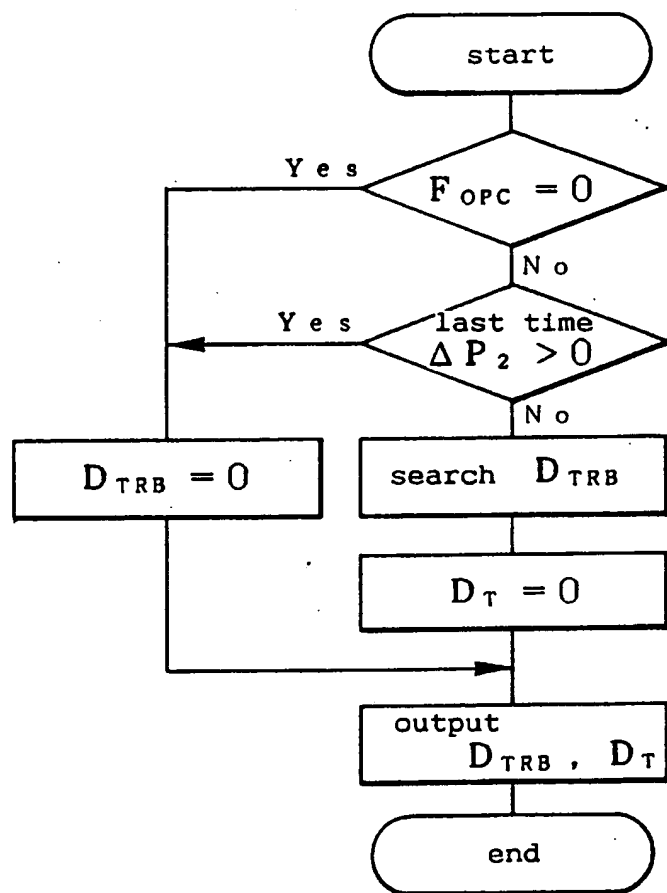 start
Yes
F OPC = 0
No
Yes
last time
Δ P 2 > 0
No
D TRB = 0
search D TRB
D T = 0
output
D TRB , D T
end